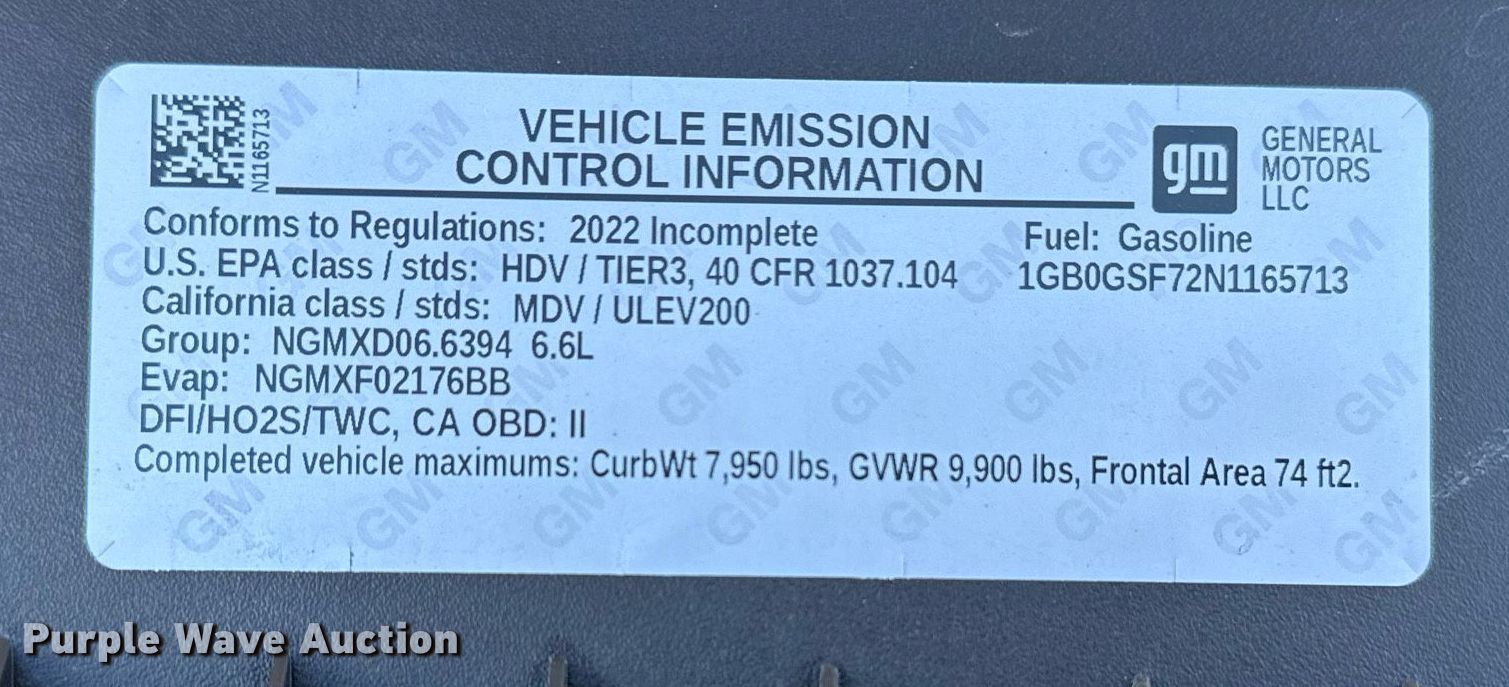 N1165713
VEHICLE EMISSION
CONTROL INFORMATION
gm
GENERAL
MOTORS
LLC
Conforms to Regulations: 2022 Incomplete
Fuel: Gasoline
U.S. EPA class / stds: HDV / TIER3, 40 CFR 1037.104
1GB0GSF72N1165713
California class / stds: MDV / ULEV200
Group: NGMXD06.6394 6.6L
Evap: NGMXF02176BB
DFI/HO2S/TWC, CA OBD: II
Completed vehicle maximums: CurbWt 7,950 lbs, GVWR 9,900 lbs, Frontal Area 74 ft2.
Purple Wave Auction